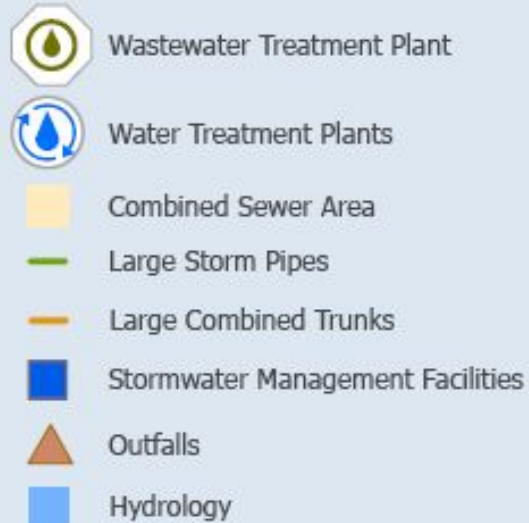 Wastewater Treatment Plant
Water Treatment Plants
Combined Sewer Area
Large Storm Pipes
Large Combined Trunks
Stormwater Management Facilities
Outfalls
Hydrology